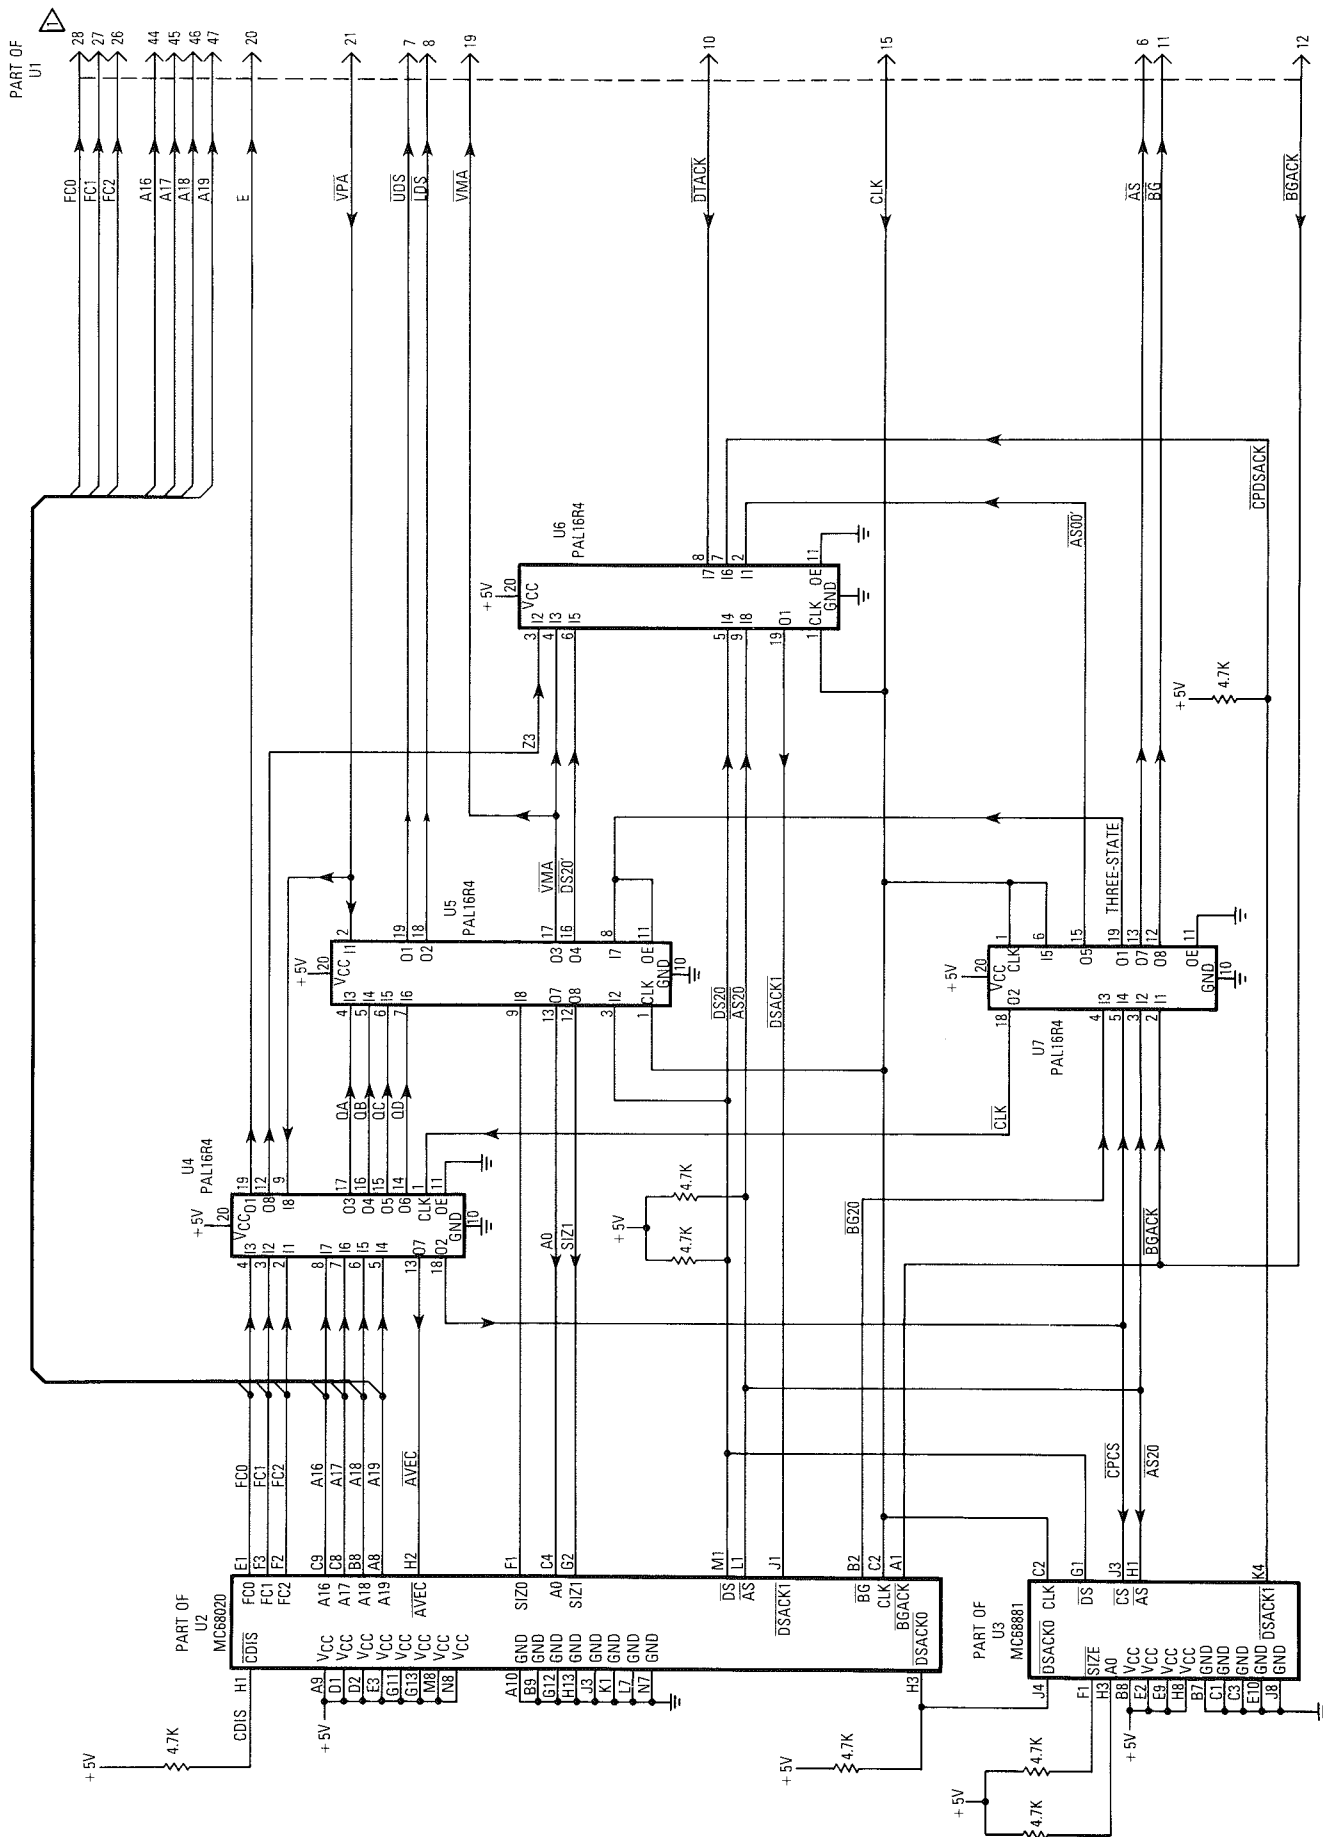 PART OF
U1
1
28
27
26
44
45
46
47
20
21
7
8
19
10
15
6
11
12
FC0
FC1
FC2
A16
A17
A18
A19
E
VPA
UDS
LDS
VMA
DTACK
CLK
AS
BG
BGACK
U6
PAL16R4
+5V
20
VCC
3 I2
4 I3
6 I5
5 I4
9 I8
19 O1
1 CLK
GND
I7 8
I6 7
I1 2
OE 11
CPDSACK
AS00'
+5V
4.7K
Z3
VMA
DS20'
THREE-STATE
U5
PAL16R4
+5V
20
VCC
4 I3
5 I4
6 I5
7 I6
9 I8
13 O7
12 O8
3 I2
1 CLK
GND
10
I1 2
O1 19
O2 18
O3 17
O4 16
I7 8
OE 11
DS20
AS20
DSACK1
U7
PAL16R4
+5V
20
VCC
18 O2
4 I3
5 I4
3 I2
2 I1
CLK 1
I5 6
O5 15
O1 19
O7 13
O8 12
OE 11
GND
10
QA
QB
QC
QD
CLK
U4
PAL16R4
+5V
20
VCC
4 I3
3 I2
2 I1
8 I7
7 I6
6 I5
5 I4
13 O7
18 O2
O1 19
O8 12
I8 9
O3 17
O4 16
O5 15
O6 14
CLK 1
OE 11
GND
10
A0
SIZ1
+5V
4.7K
4.7K
BG20
BGACK
FC0
FC1
FC2
A16
A17
A18
A19
AVEC
CPCS
AS20
PART OF
U2
MC68020
FC0 E1
FC1 F3
FC2 F2
A16 C9
A17 C8
A18 B8
A19 A8
AVEC H2
SIZ0 F1
A0 C4
SIZ1 G2
DS M1
AS L1
DSACK1 J1
BG B2
CLK C2
BGACK A1
H1 CDIS
A9 VCC
D1 VCC
D2 VCC
E3 VCC
G11 VCC
G13 VCC
M8 VCC
N8 VCC
A10 GND
B9 GND
G12 GND
H13 GND
J3 GND
K1 GND
L7 GND
N7 GND
H3 DSACK0
CDIS
+5V
4.7K
+5V
+5V
4.7K
PART OF
U3
MC68881
CLK C2
DS G1
CS J3
AS H1
DSACK1 K4
J4 DSACK0
F1 SIZE
H3 A0
B8 VCC
E2 VCC
E9 VCC
H8 VCC
B7 GND
C1 GND
C3 GND
E10 GND
J8 GND
+5V
4.7K
4.7K
+5V